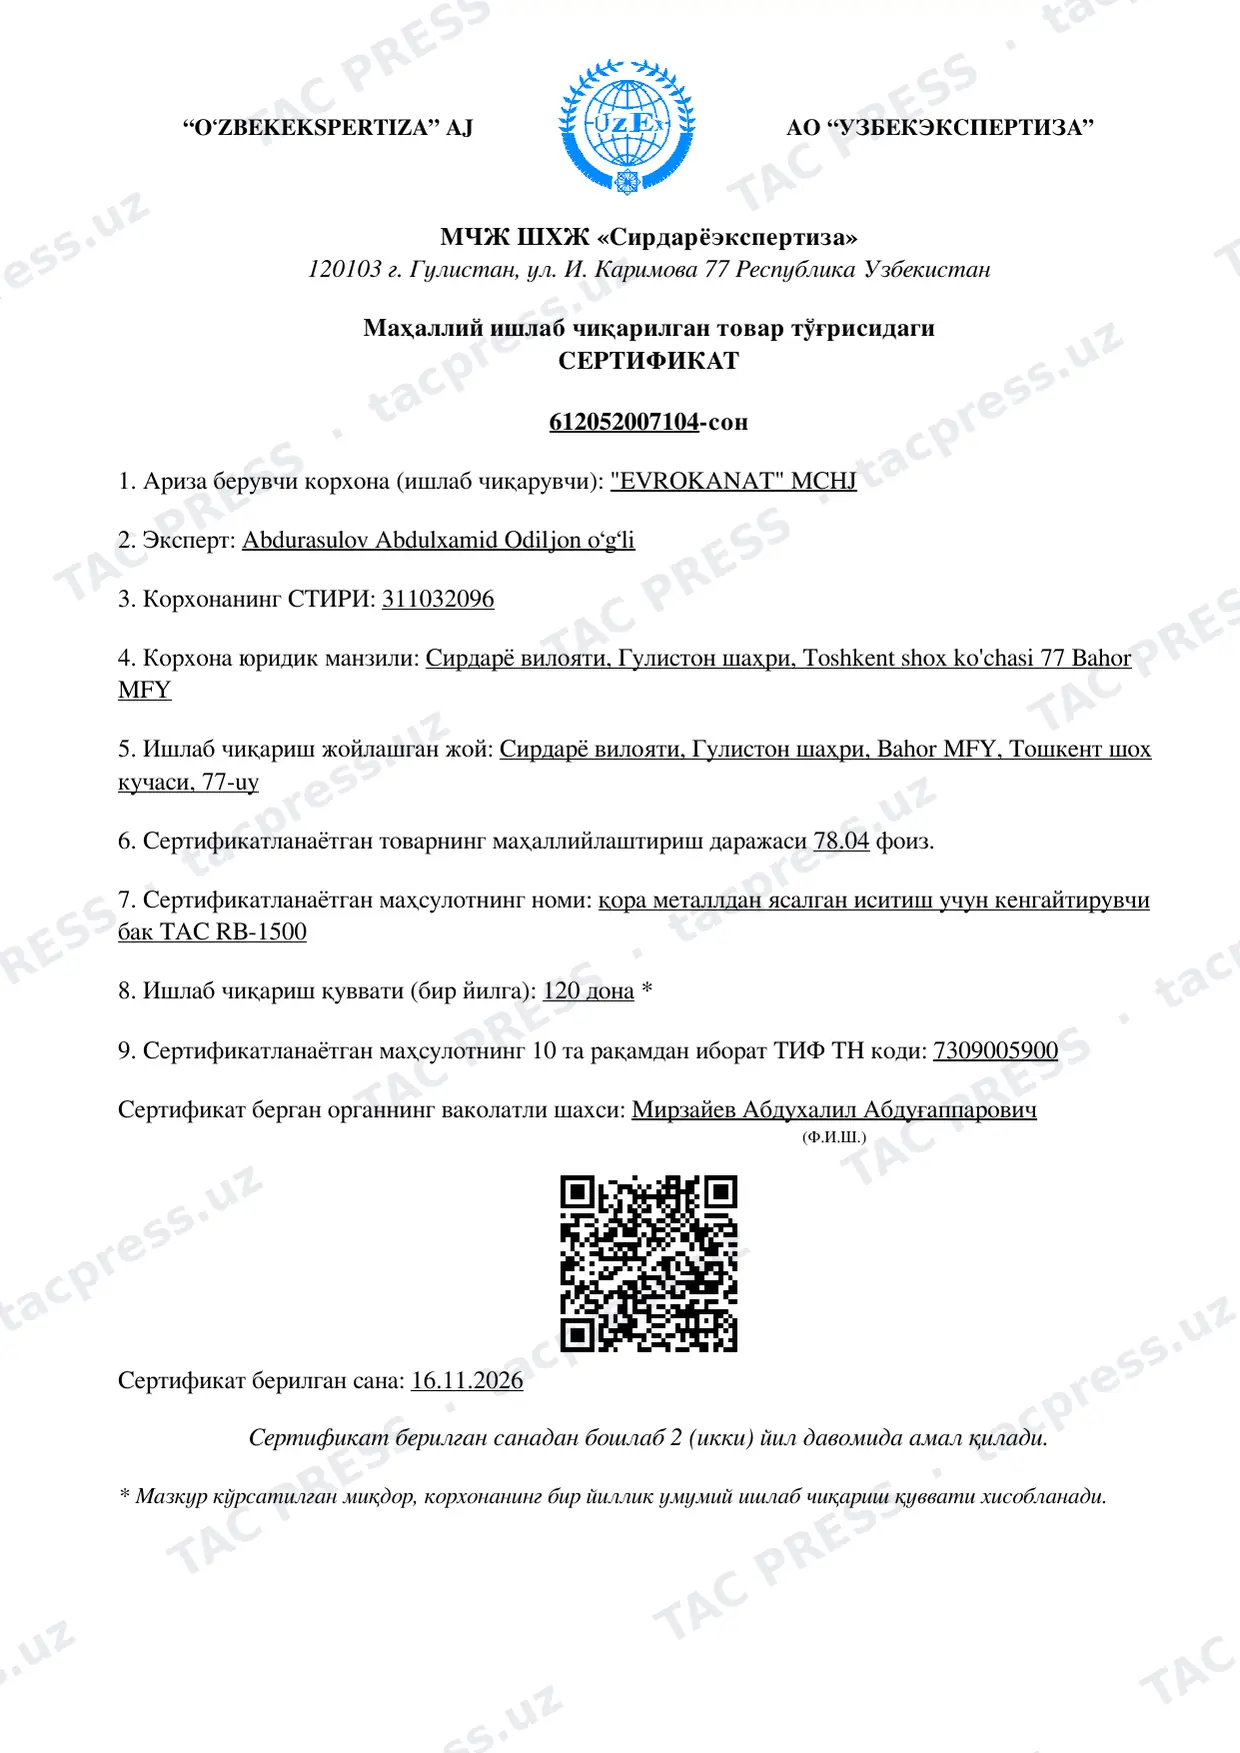 “O‘ZBEKEKSPERTIZA” AJ
UzEx
АО “УЗБЕКЭКСПЕРТИЗА”
МЧЖ ШХЖ «Сирдарёэкспертиза»
120103 г. Гулистан, ул. И. Каримова 77 Республика Узбекистан
Маҳаллий ишлаб чиқарилган товар тўғрисидаги
СЕРТИФИКАТ
612052007104-сон
1. Ариза берувчи корхона (ишлаб чиқарувчи): "EVROKANAT" MCHJ
2. Эксперт: Abdurasulov Abdulxamid Odiljon o‘g‘li
3. Корхонанинг СТИРИ: 311032096
4. Корхона юридик манзили: Сирдарё вилояти, Гулистон шаҳри, Toshkent shox ko'chasi 77 Bahor
MFY
5. Ишлаб чиқариш жойлашган жой: Сирдарё вилояти, Гулистон шаҳри, Bahor MFY, Тошкент шох
кучаси, 77-uy
6. Сертификатланаётган товарнинг маҳаллийлаштириш даражаси 78.04 фоиз.
7. Сертификатланаётган маҳсулотнинг номи: қора металлдан ясалган иситиш учун кенгайтирувчи
бак TAC RB-1500
8. Ишлаб чиқариш қуввати (бир йилга): 120 дона *
9. Сертификатланаётган маҳсулотнинг 10 та рақамдан иборат ТИФ ТН коди: 7309005900
Сертификат берган органнинг ваколатли шахси: Мирзайев Абдухалил Абдуғаппарович
(Ф.И.Ш.)
Сертификат берилган сана: 16.11.2026
Сертификат берилган санадан бошлаб 2 (икки) йил давомида амал қилади.
* Мазкур кўрсатилган миқдор, корхонанинг бир йиллик умумий ишлаб чиқариш қуввати хисобланади.
TAC PRESS · tacpress.uz